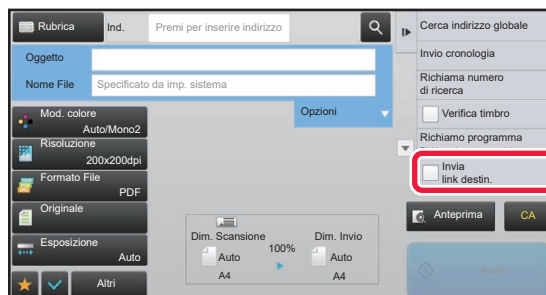 Rubrica
Ind.
Premi per inserire indirizzo
Oggetto
Nome File
Specificato da imp. sistema
Opzioni
Mod. colore
Auto/Mono2
Risoluzione
200x200dpi
Formato File
PDF
Originale
Esposizione
Auto
Altri
Dim. Scansione
100%
Dim. Invio
Auto
A4
Auto
A4
Cerca indirizzo globale
Invio cronologia
Richiama numero
di ricerca
Verifica timbro
Richiamo programma
Invia
link destin.
Anteprima
CA
Avvio